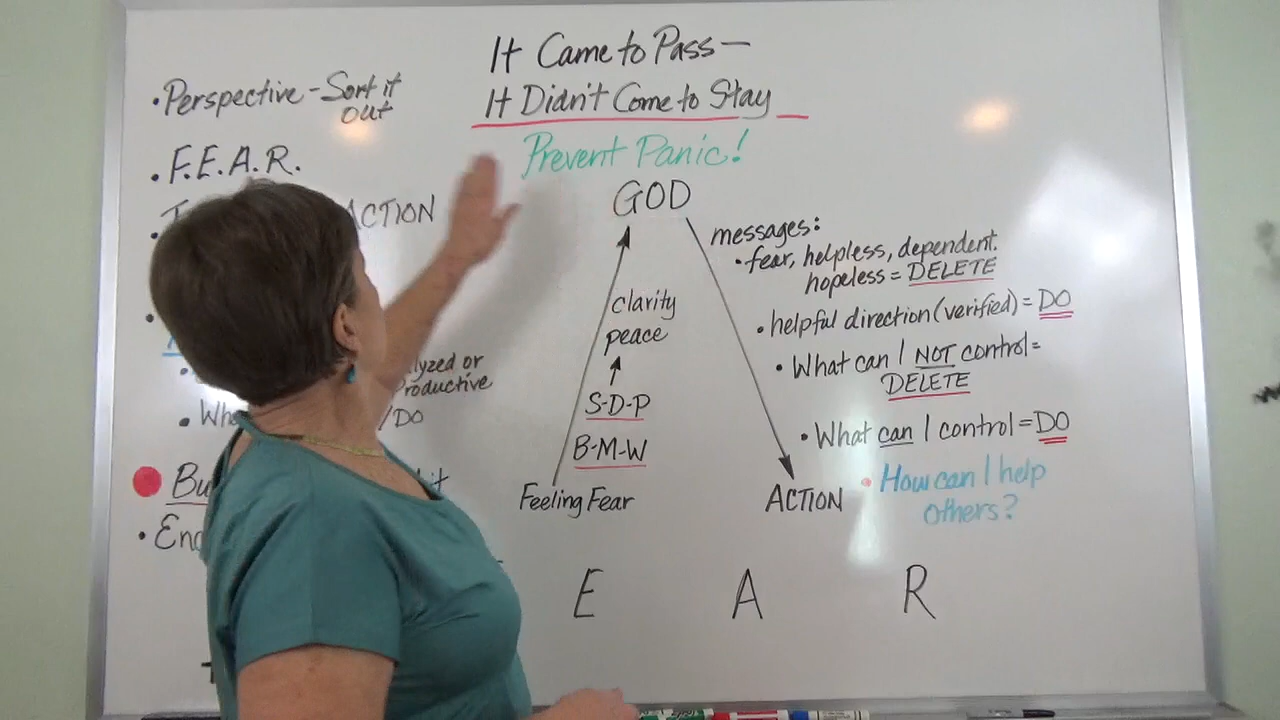 It Came to Pass—
It Didn't Come to Stay
Prevent Panic!
• Perspective - Sort it
out
• F.E.A.R.
ACTION
/DO
• Feeling Fear
B-M-W
S-D-P
clarity
peace
GOD
messages:
• fear, helpless, dependent.
hopeless = DELETE
• helpful direction (verified) = DO
• What can I NOT control =
DELETE
• What can I control = DO
• How can I help
others?
ACTION
E A R